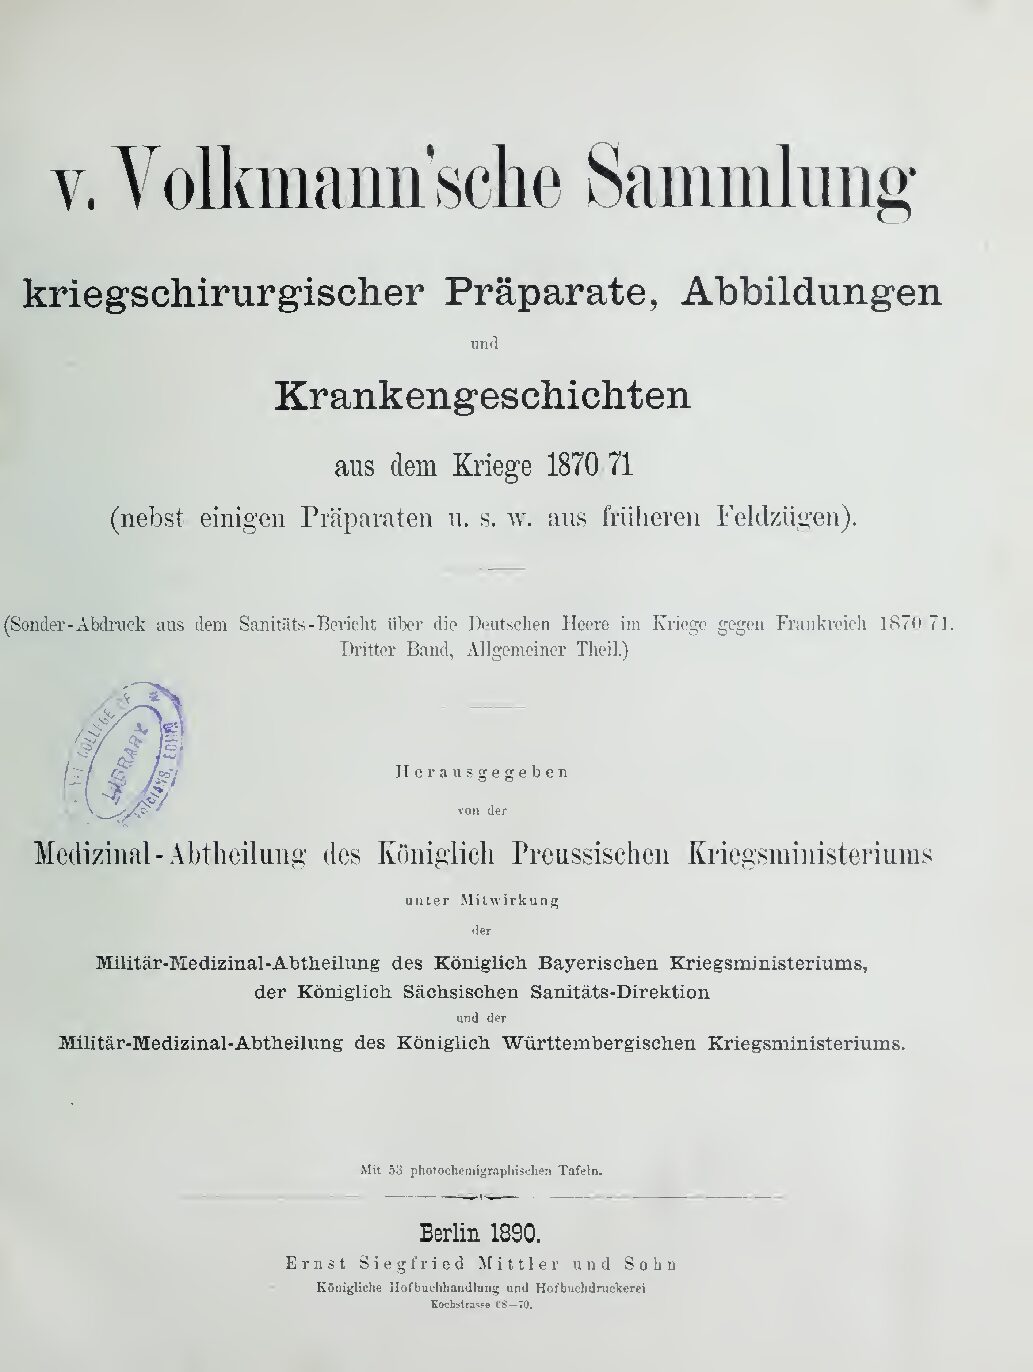 v. Volkmann'sche Sammlung
kriegschirurgischer Präparate, Abbildungen
und
Krankengeschichten
aus dem Kriege 1870/71
(nebst einigen Präparaten u. s. w. aus früheren Feldzügen).
(Sonder-Abdruck aus dem Sanitäts-Bericht über die Deutschen Heere im Kriege gegen Frankreich 1870/71.
Dritter Band, Allgemeiner Theil.)
COLLEGE OF
LIBRARY
Herausgegeben
von der
Medizinal-Abtheilung des Königlich Preussischen Kriegsministeriums
unter Mitwirkung
der
Militär-Medizinal-Abtheilung des Königlich Bayerischen Kriegsministeriums,
der Königlich Sächsischen Sanitäts-Direktion
und der
Militär-Medizinal-Abtheilung des Königlich Württembergischen Kriegsministeriums.
Mit 53 photochemigraphischen Tafeln.
Berlin 1890.
Ernst Siegfried Mittler und Sohn
Königliche Hofbuchhandlung und Hofbuchdruckerei
Kochstrasse 68—70.